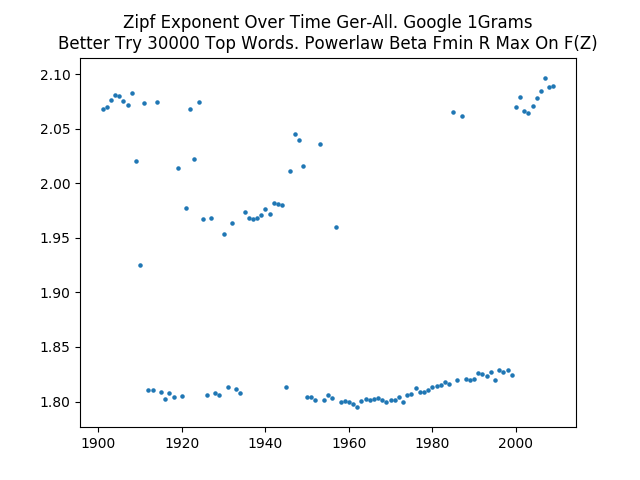 Zipf Exponent Over Time Ger-All. Google 1Grams
Better Try 30000 Top Words. Powerlaw Beta Fmin R Max On F(Z)
2.10
2.05
2.00
1.95
1.90
1.85
1.80
1900 1920 1940 1960 1980 2000